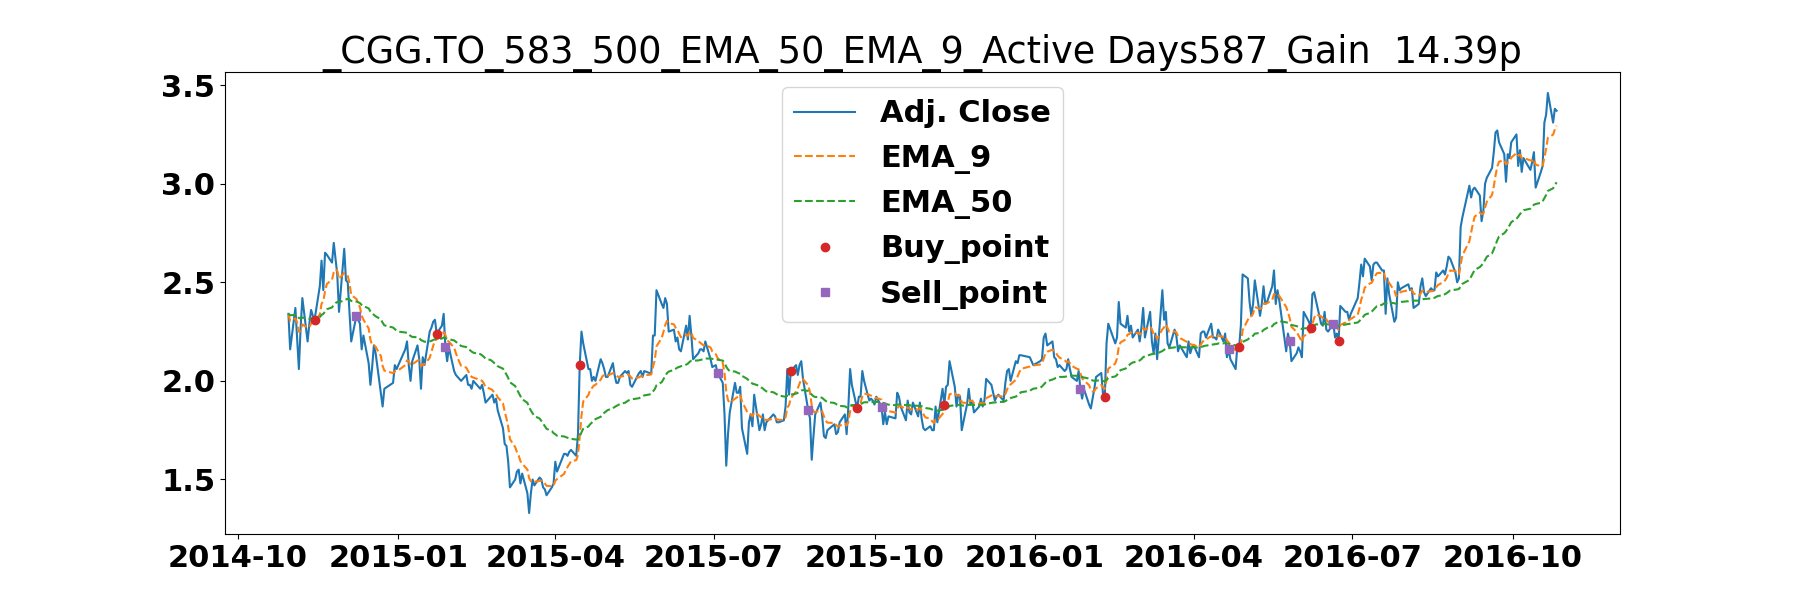 _CGG.TO_583_500_EMA_50_EMA_9_Active Days587_Gain  14.39p
3.5
3.0
2.5
2.0
1.5
Adj. Close
EMA_9
EMA_50
Buy_point
Sell_point
2014-10 2015-01 2015-04 2015-07 2015-10 2016-01 2016-04 2016-07 2016-10